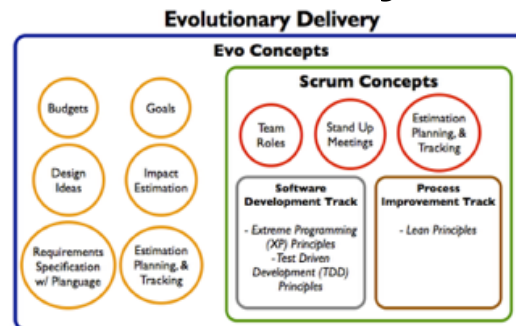 Evolutionary Delivery
Evo Concepts
Budgets
Goals
Design
Ideas
Impact
Estimation
Requirements
Specification
w/ Planguage
Estimation
Planning, &
Tracking
Scrum Concepts
Team
Roles
Stand Up
Meetings
Estimation
Planning, &
Tracking
Software
Development Track
- Extreme Programming
(XP) Principles
-Test Driven
Development (TDD)
Principles
Process
Improvement Track
- Lean Principles